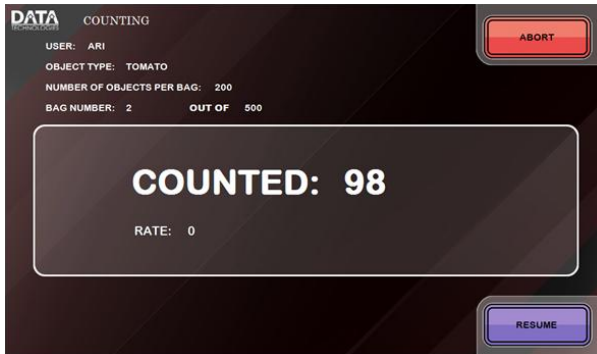 DATA COUNTING
TECHNOLOGIES
ABORT
USER: ARI
OBJECT TYPE: TOMATO
NUMBER OF OBJECTS PER BAG: 200
BAG NUMBER: 2 OUT OF 500
COUNTED: 98
RATE: 0
RESUME